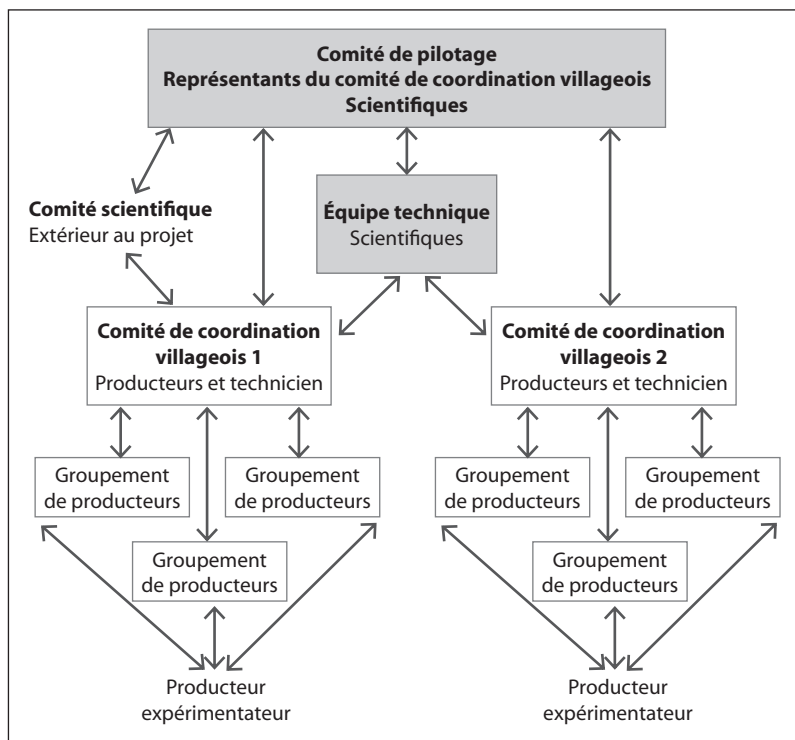 Comité de pilotage
Représentants du comité de coordination villageois
Scientifiques
Comité scientifique
Extérieur au projet
Équipe technique
Scientifiques
Comité de coordination
villageois 1
Producteurs et technicien
Comité de coordination
villageois 2
Producteurs et technicien
Groupement
de producteurs
Groupement
de producteurs
Groupement
de producteurs
Groupement
de producteurs
Groupement
de producteurs
Groupement
de producteurs
Producteur
expérimentateur
Producteur
expérimentateur